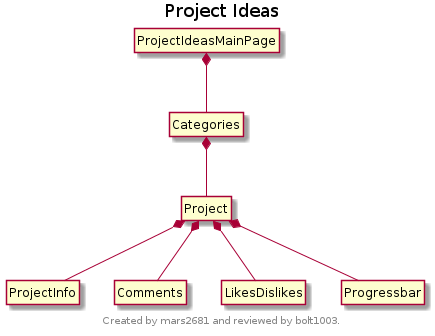 Project Ideas
ProjectIdeasMainPage
Categories
Project
ProjectInfo
Comments
LikesDislikes
Progressbar
Created by mars2681 and reviewed by bolt1003.